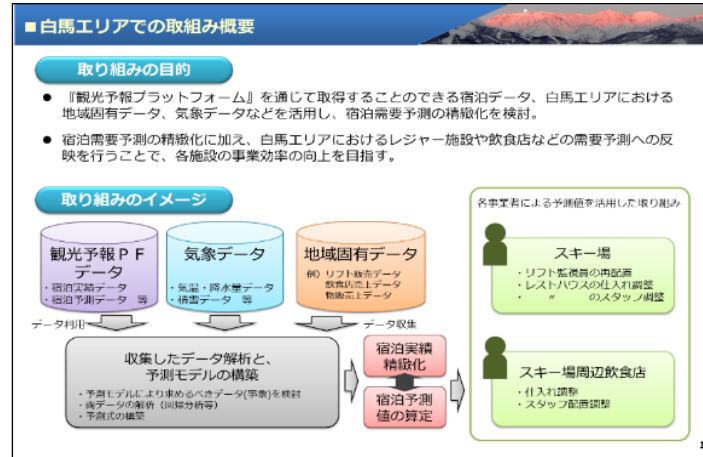 ■白馬エリアでの取組み概要
取り組みの目的
● 『観光予報プラットフォーム』を通じて取得することのできる宿泊データ、白馬エリアにおける
地域固有データ、気象データなどを活用し、宿泊需要予測の精緻化を検討。
● 宿泊需要予測の精緻化に加え、白馬エリアにおけるレジャー施設や飲食店などの需要予測への反
映を行うことで、各施設の事業効率の向上を目指す。
取り組みのイメージ
観光予報PF
データ
・宿泊実績データ
・宿泊予測データ 等
気象データ
・気温・降水量データ
・積雪データ 等
地域固有データ
例）リフト販売データ
飲食店売上データ
物販売上データ
データ利用
データ収集
収集したデータ解析と、
予測モデルの構築
・予測モデルにより求めるべきデータ(事象)を検討
・両データの解析（回帰分析等）
・予測式の構築
宿泊実績
精緻化
宿泊予測
値の算定
各事業者による予測値を活用した取り組み
スキー場
・リフト監視員の再配置
・レストハウスの仕入れ調整
・ 〃 のスタッフ調整
スキー場周辺飲食店
・仕入れ調整
・スタッフ配置調整
1